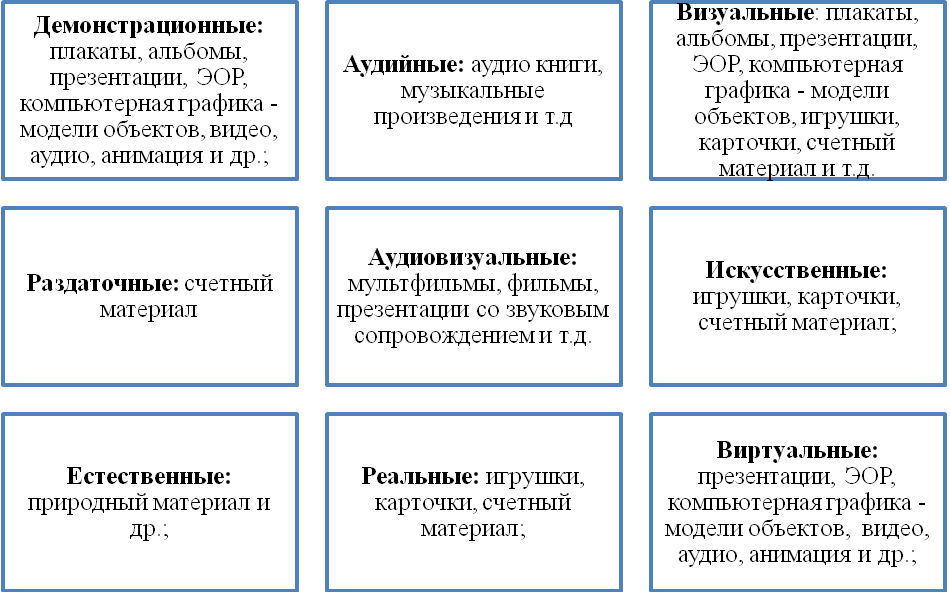 Демонстрационные:
плакаты, альбомы,
презентации, ЭОР,
компьютерная графика -
модели объектов, видео,
аудио, анимация и др.;
Аудийные: аудио книги,
музыкальные
произведения и т.д
Визуальные: плакаты,
альбомы, презентации,
ЭОР, компьютерная
графика - модели
объектов, игрушки,
карточки, счетный
материал и т.д.
Раздаточные: счетный
материал
Аудиовизуальные:
мультфильмы, фильмы,
презентации со звуковым
сопровождением и т.д.
Искусственные:
игрушки, карточки,
счетный материал;
Естественные:
природный материал и
др.;
Реальные: игрушки,
карточки, счетный
материал;
Виртуальные:
презентации, ЭОР,
компьютерная графика -
модели объектов, видео,
аудио, анимация и др.;